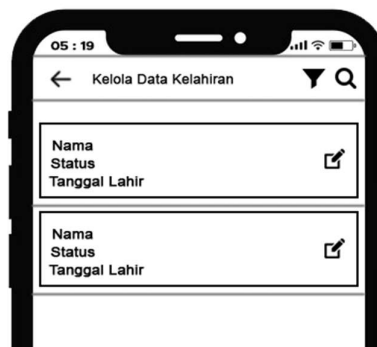 05 : 19
Kelola Data Kelahiran
Nama
Status
Tanggal Lahir
Nama
Status
Tanggal Lahir